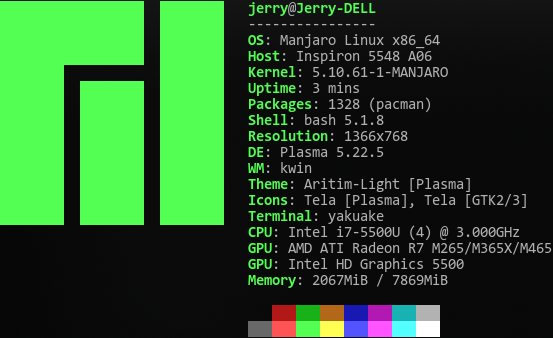 jerry@Jerry-DELL
----------------
OS: Manjaro Linux x86_64
Host: Inspiron 5548 A06
Kernel: 5.10.61-1-MANJARO
Uptime: 3 mins
Packages: 1328 (pacman)
Shell: bash 5.1.8
Resolution: 1366x768
DE: Plasma 5.22.5
WM: kwin
Theme: Aritim-Light [Plasma]
Icons: Tela [Plasma], Tela [GTK2/3]
Terminal: yakuake
CPU: Intel i7-5500U (4) @ 3.000GHz
GPU: AMD ATI Radeon R7 M265/M365X/M465
GPU: Intel HD Graphics 5500
Memory: 2067MiB / 7869MiB